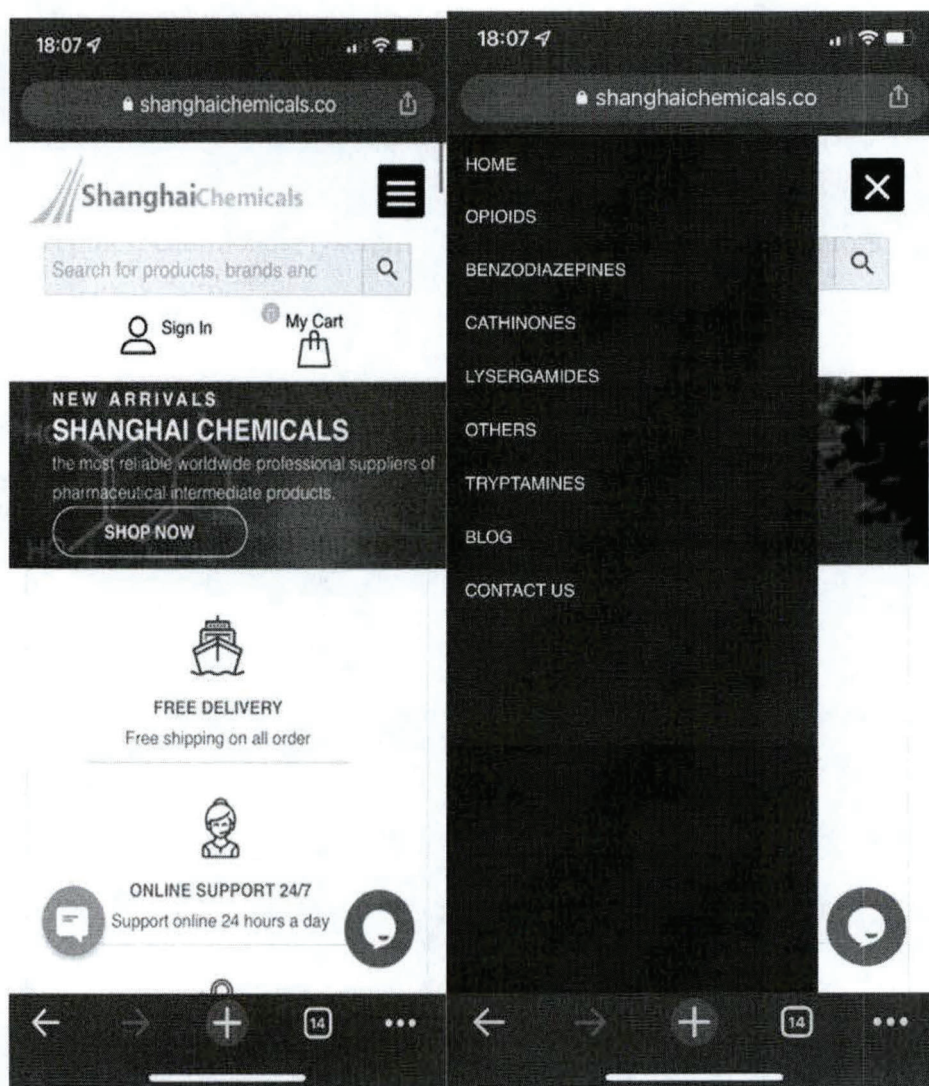 18:07
shanghaichemicals.co
ShanghaiChemicals
Search for products, brands anc
Sign In
My Cart
NEW ARRIVALS
SHANGHAI CHEMICALS
the most reliable worldwide professional suppliers of
pharmaceutical intermediate products.
SHOP NOW
FREE DELIVERY
Free shipping on all order
ONLINE SUPPORT 24/7
Support online 24 hours a day
14
18:07
shanghaichemicals.co
HOME
OPIOIDS
BENZODIAZEPINES
CATHINONES
LYSERGAMIDES
OTHERS
TRYPTAMINES
BLOG
CONTACT US
14